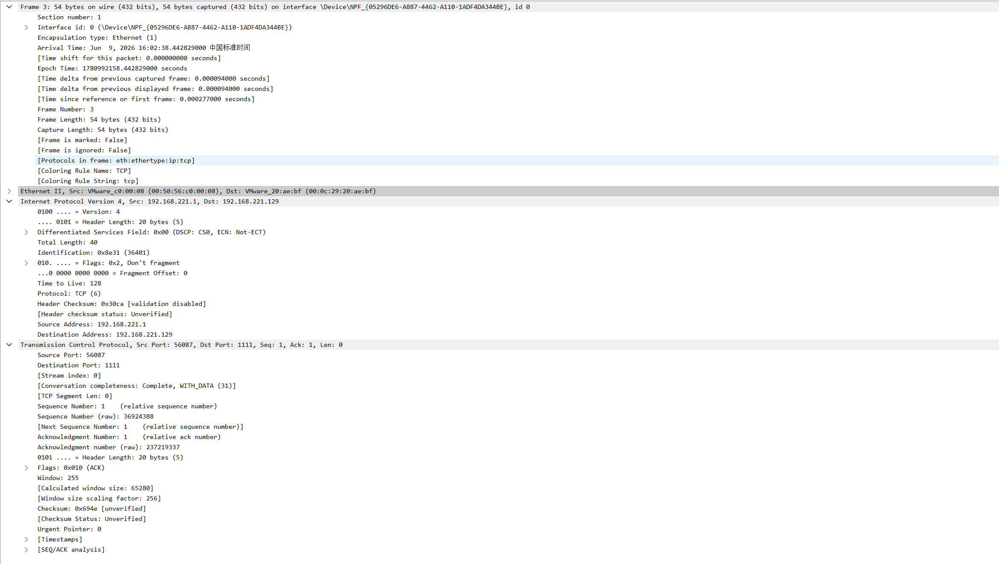 Frame 3: 54 bytes on wire (432 bits), 54 bytes captured (432 bits) on interface \Device\NPF_{05296DE6-A887-4462-A110-1ADF4DA344BE}, id 0
Section number: 1
Interface id: 0 (\Device\NPF_{05296DE6-A887-4462-A110-1ADF4DA344BE})
Encapsulation type: Ethernet (1)
Arrival Time: Jun  9, 2026 16:02:38.442829000 中国标准时间
[Time shift for this packet: 0.000000000 seconds]
Epoch Time: 1780992158.442829000 seconds
[Time delta from previous captured frame: 0.000094000 seconds]
[Time delta from previous displayed frame: 0.000094000 seconds]
[Time since reference or first frame: 0.000277000 seconds]
Frame Number: 3
Frame Length: 54 bytes (432 bits)
Capture Length: 54 bytes (432 bits)
[Frame is marked: False]
[Frame is ignored: False]
[Protocols in frame: eth:ethertype:ip:tcp]
[Coloring Rule Name: TCP]
[Coloring Rule String: tcp]
Ethernet II, Src: VMware_c0:00:08 (00:50:56:c0:00:08), Dst: VMware_20:ae:bf (00:0c:29:20:ae:bf)
Internet Protocol Version 4, Src: 192.168.221.1, Dst: 192.168.221.129
0100 .... = Version: 4
.... 0101 = Header Length: 20 bytes (5)
Differentiated Services Field: 0x00 (DSCP: CS0, ECN: Not-ECT)
Total Length: 40
Identification: 0x8e31 (36401)
010. .... = Flags: 0x2, Don't fragment
...0 0000 0000 0000 = Fragment Offset: 0
Time to Live: 128
Protocol: TCP (6)
Header Checksum: 0x30ca [validation disabled]
[Header checksum status: Unverified]
Source Address: 192.168.221.1
Destination Address: 192.168.221.129
Transmission Control Protocol, Src Port: 56087, Dst Port: 1111, Seq: 1, Ack: 1, Len: 0
Source Port: 56087
Destination Port: 1111
[Stream index: 0]
[Conversation completeness: Complete, WITH_DATA (31)]
[TCP Segment Len: 0]
Sequence Number: 1    (relative sequence number)
Sequence Number (raw): 36924388
[Next Sequence Number: 1    (relative sequence number)]
Acknowledgment Number: 1    (relative ack number)
Acknowledgment number (raw): 237219337
0101 .... = Header Length: 20 bytes (5)
Flags: 0x010 (ACK)
Window: 255
[Calculated window size: 65280]
[Window size scaling factor: 256]
Checksum: 0x694e [unverified]
[Checksum Status: Unverified]
Urgent Pointer: 0
[Timestamps]
[SEQ/ACK analysis]